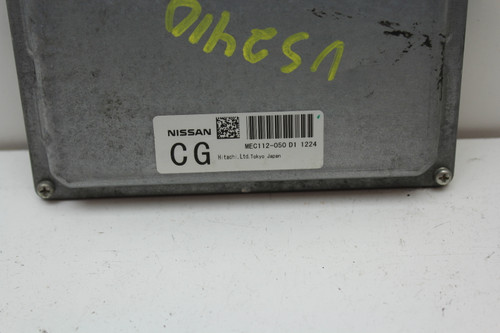 VS2410
NISSAN
CG
MEC112-050 D1 1224
Hitachi,Ltd.Tokyo Japan